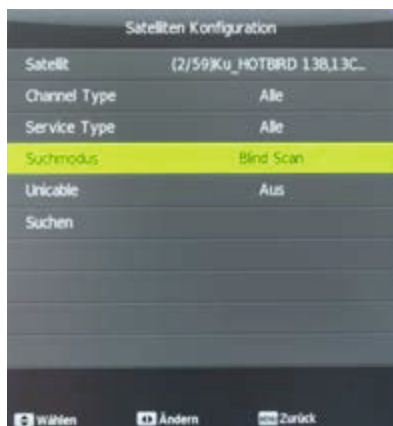 Satelliten Konfiguration
Satellit (2/59)Ku_HOTBIRD 13B,13C...
Channel Type Alle
Service Type Alle
Suchmodus Blind Scan
Unicable Aus
Suchen
Wählen Ändern MENU Zurück